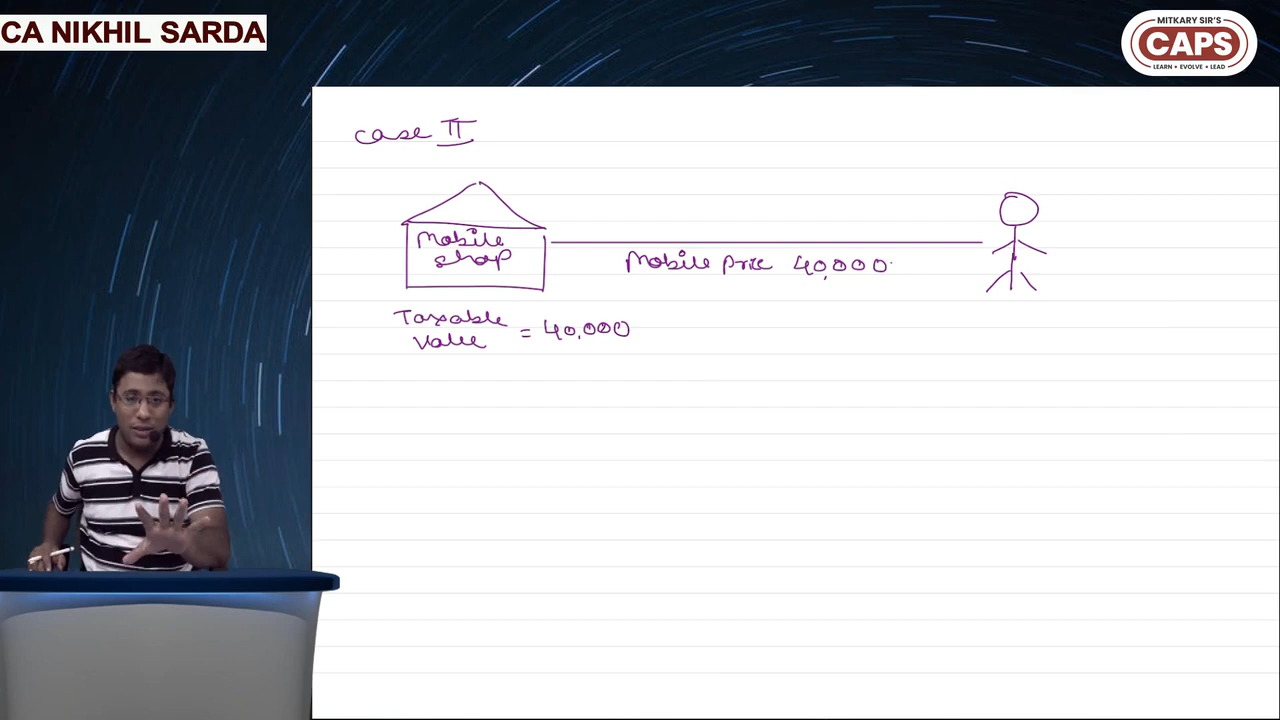 CA NIKHIL SARDA
MITKARY SIR'S
CAPS
LEARN • EVOLVE • LEAD
Case II
Mobile
shop
Mobile Price 40,000
Taxable
Value = 40,000